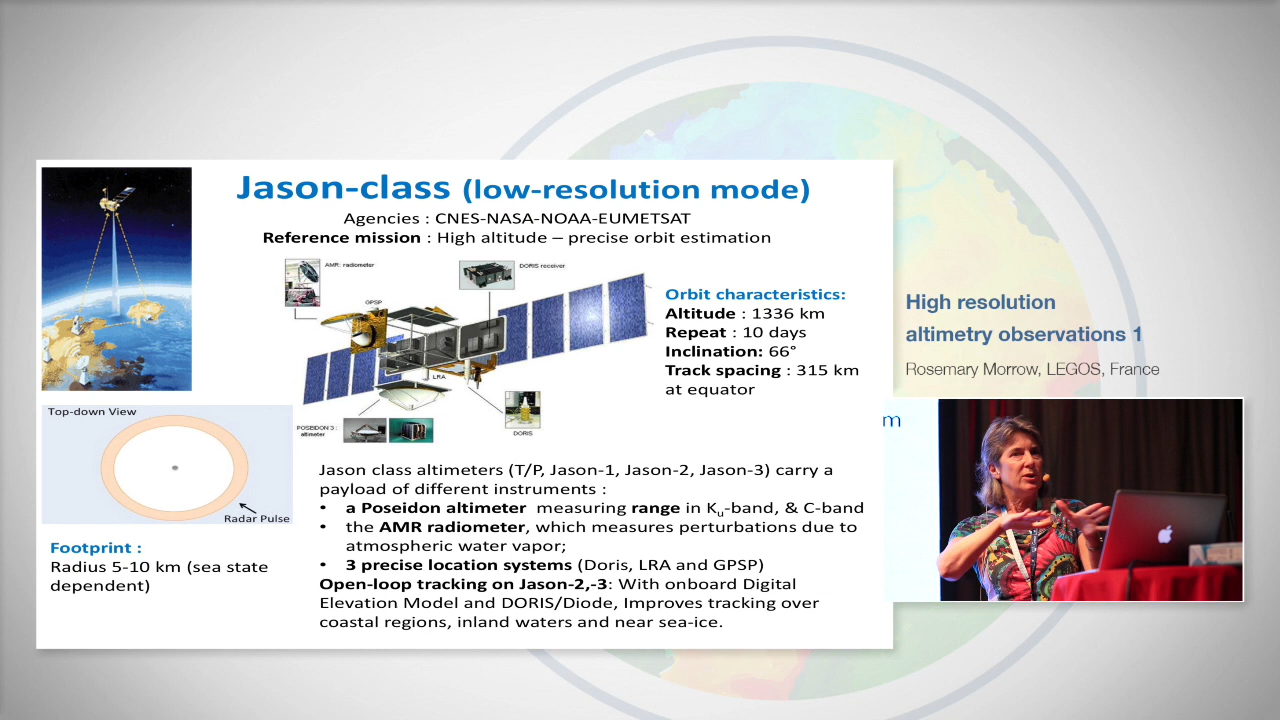 Jason-class (low-resolution mode)
Agencies : CNES-NASA-NOAA-EUMETSAT
Reference mission : High altitude – precise orbit estimation
AMR: radiometer
DORIS receiver
GPSP
LRA
POSEIDON 3 :
altimeter
DORIS
Orbit characteristics:
Altitude : 1336 km
Repeat : 10 days
Inclination: 66°
Track spacing : 315 km
at equator
Top-down View
Radar Pulse
Footprint :
Radius 5-10 km (sea state
dependent)
Jason class altimeters (T/P, Jason-1, Jason-2, Jason-3) carry a
payload of different instruments :
• a Poseidon altimeter measuring range in Ku-band, & C-band
• the AMR radiometer, which measures perturbations due to
atmospheric water vapor;
• 3 precise location systems (Doris, LRA and GPSP)
Open-loop tracking on Jason-2,-3: With onboard Digital
Elevation Model and DORIS/Diode, Improves tracking over
coastal regions, inland waters and near sea-ice.
High resolution
altimetry observations 1
Rosemary Morrow, LEGOS, France
m